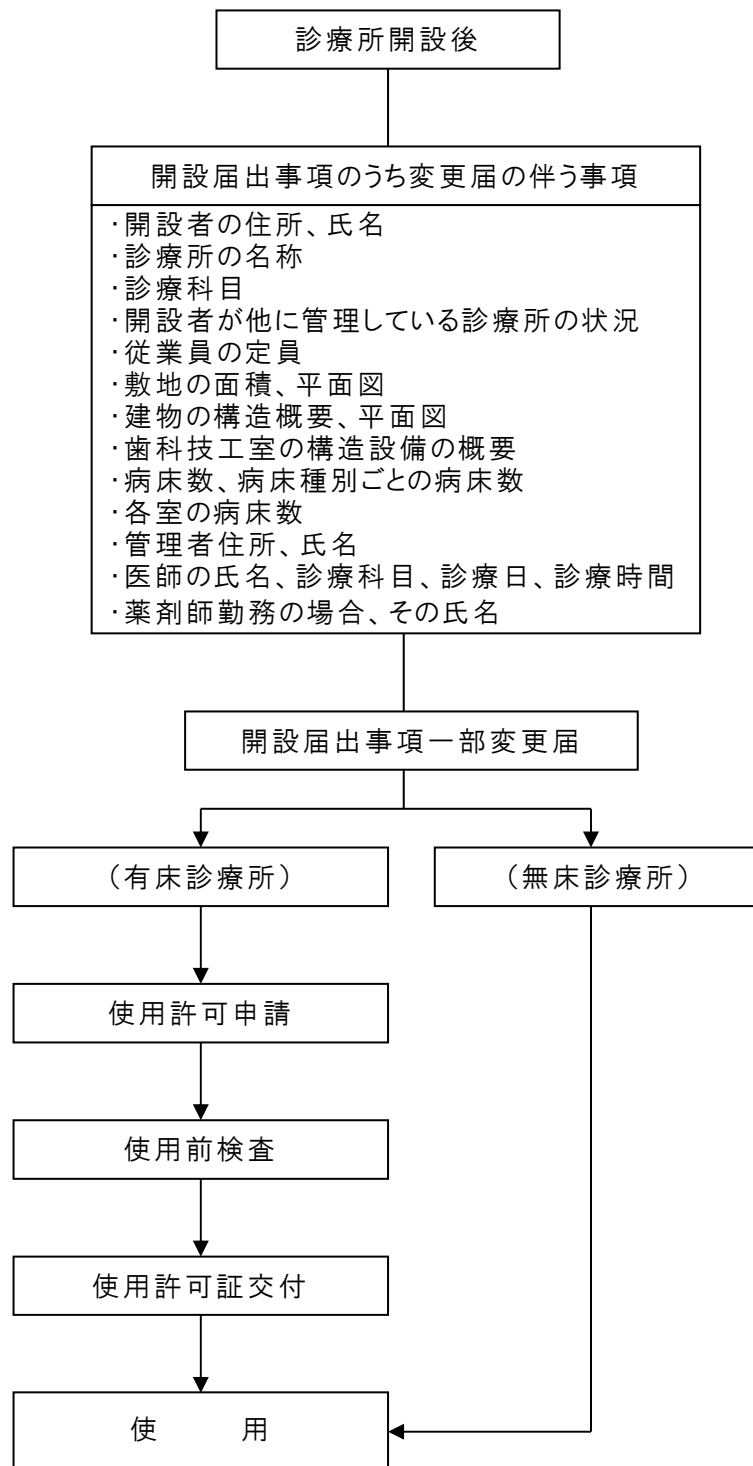 診療所開設後
開設届出事項のうち変更届の伴う事項
・開設者の住所、氏名
・診療所の名称
・診療科目
・開設者が他に管理している診療所の状況
・従業員の定員
・敷地の面積、平面図
・建物の構造概要、平面図
・歯科技工室の構造設備の概要
・病床数、病床種別ごとの病床数
・各室の病床数
・管理者住所、氏名
・医師の氏名、診療科目、診療日、診療時間
・薬剤師勤務の場合、その氏名
開設届出事項一部変更届
（有床診療所）
（無床診療所）
使用許可申請
使用前検査
使用許可証交付
使　　用